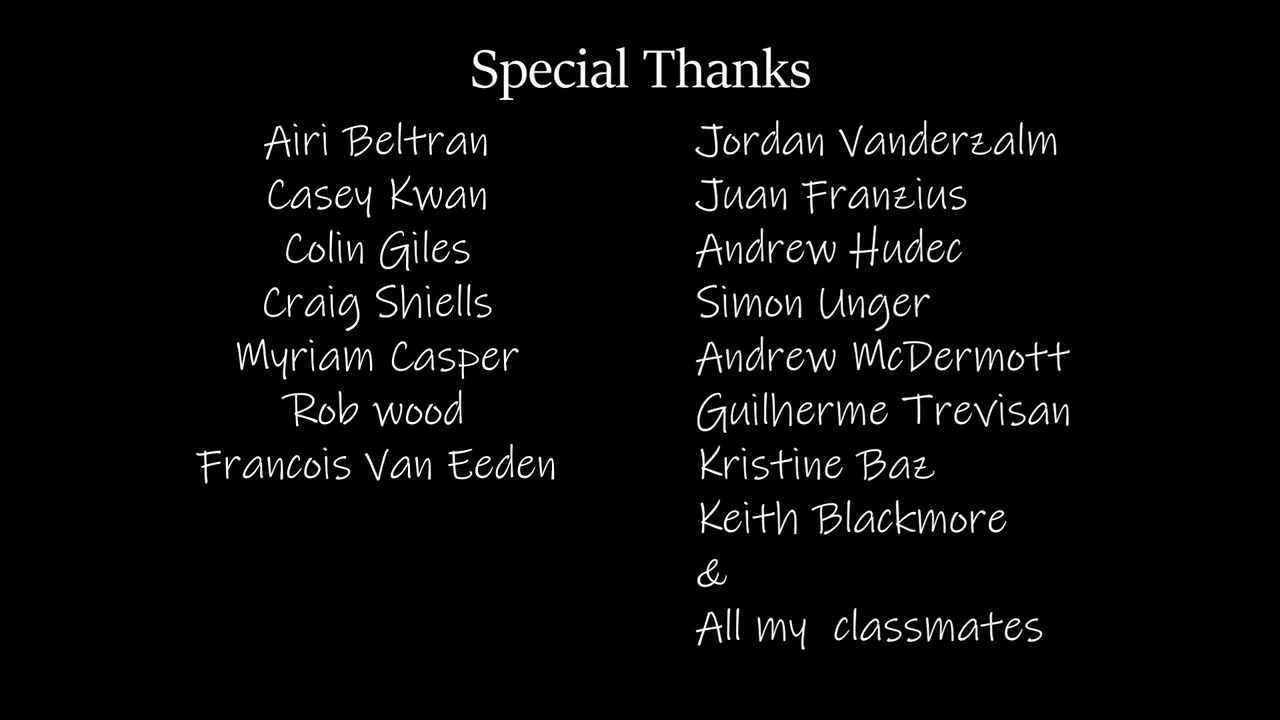 Special Thanks
Airi Beltran
Casey Kwan
Colin Giles
Craig Shiells
Myriam Casper
Rob wood
Francois Van Eeden
Jordan Vanderzalm
Juan Franzius
Andrew Hudec
Simon Unger
Andrew McDermott
Guilherme Trevisan
Kristine Baz
Keith Blackmore
&
All my classmates